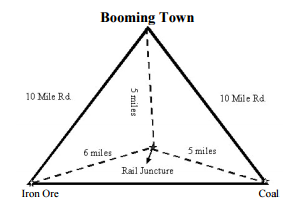 Booming Town
10 Mile Rd.
5 miles
10 Mile Rd.
6 miles
5 miles
Rail Juncture
Iron Ore
Coal